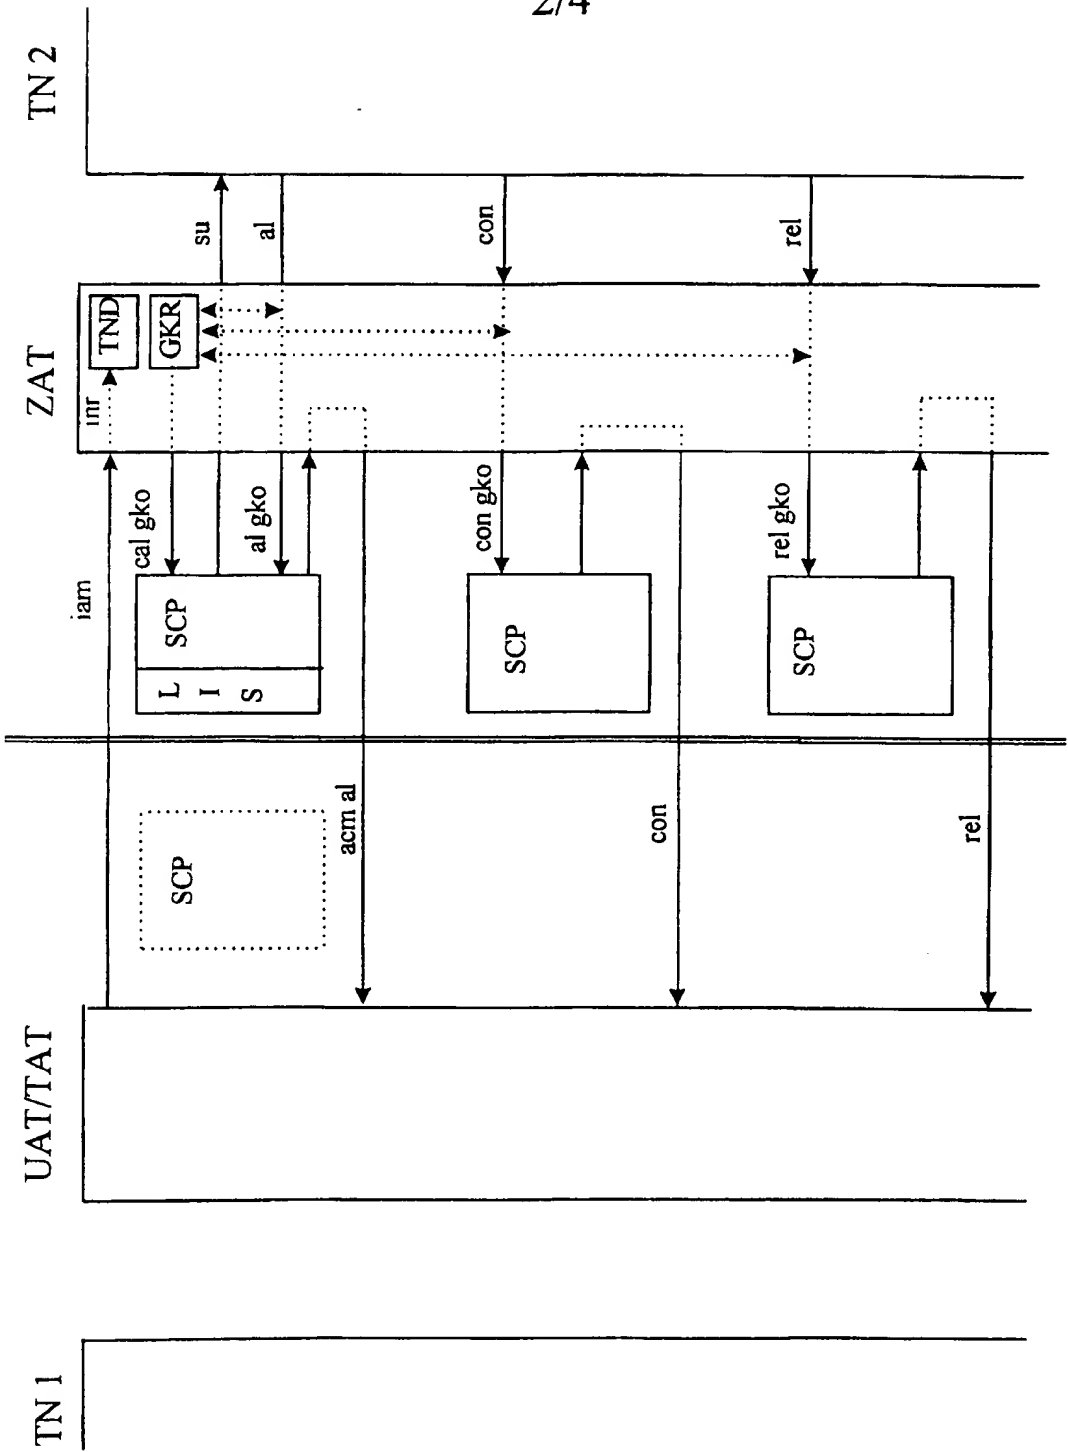 2/4
TN 1
UAT/TAT
ZAT
TN 2
iam
inr
TND
GKR
cal gko
su
al
al gko
SCP
L
I
S
SCP
acm al
con
con gko
SCP
con
rel
rel gko
SCP
rel